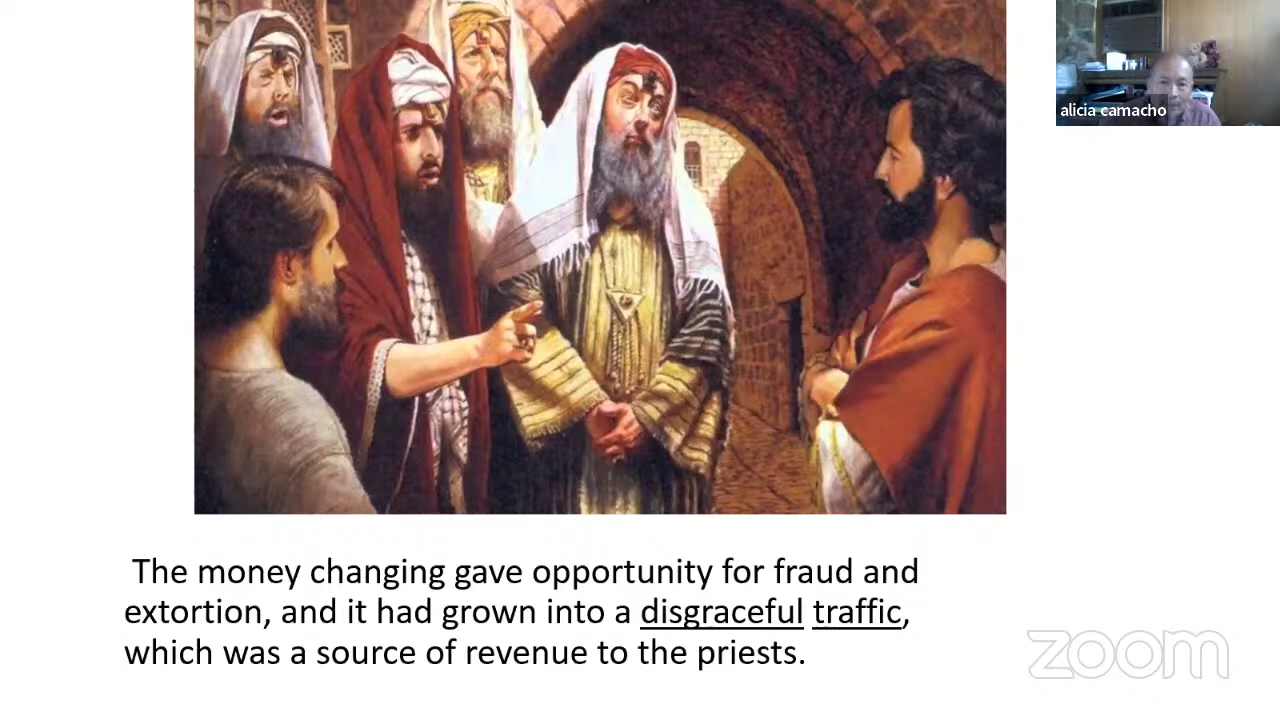 alicia camacho
The money changing gave opportunity for fraud and
extortion, and it had grown into a disgraceful traffic,
which was a source of revenue to the priests.
zoom